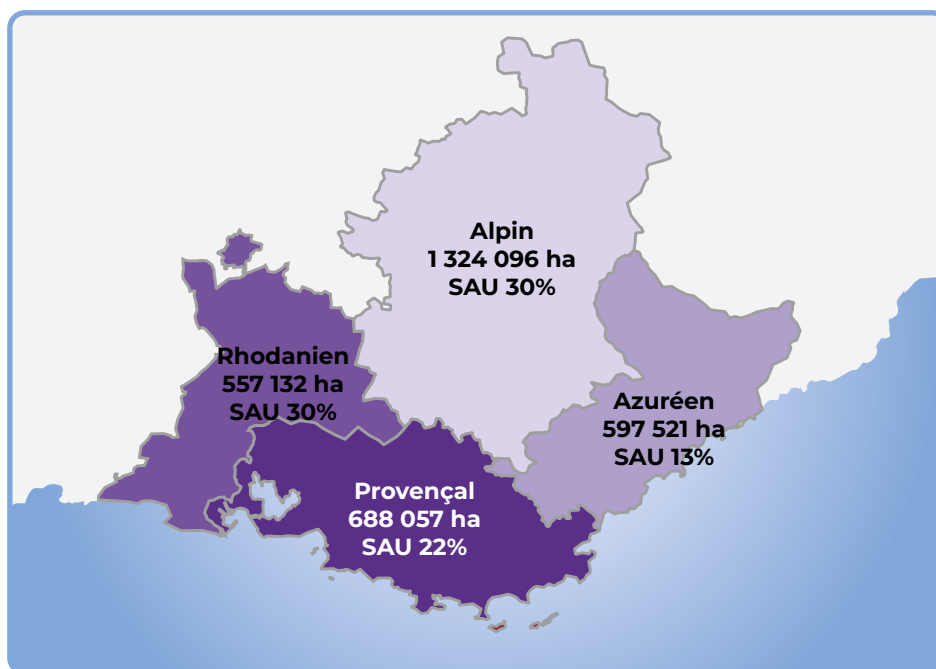 Alpin
1 324 096 ha
SAU 30%
Rhodanien
557 132 ha
SAU 30%
Azuréen
597 521 ha
SAU 13%
Provençal
688 057 ha
SAU 22%